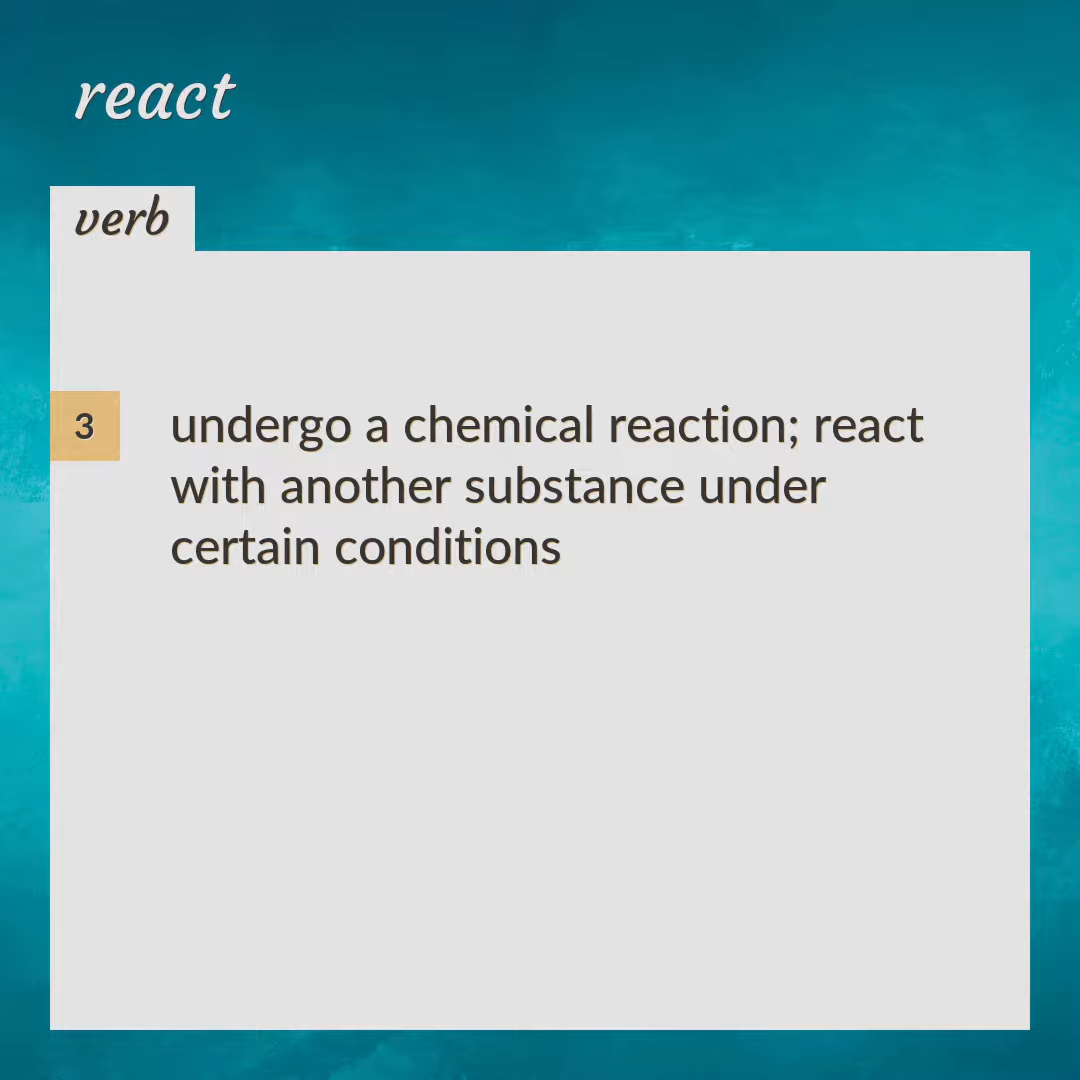 react
verb
3
undergo a chemical reaction; react
with another substance under
certain conditions